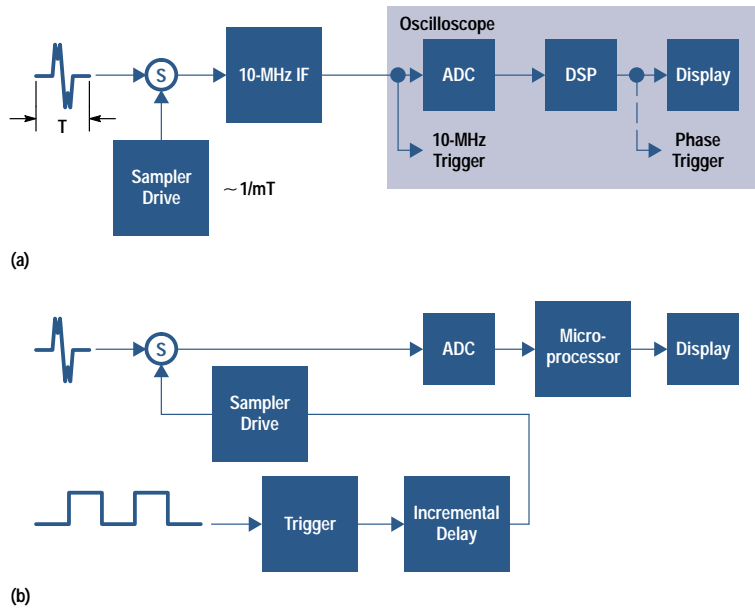 Oscilloscope
S
10-MHz IF
ADC
DSP
Display
T
10-MHz
Trigger
Phase
Trigger
Sampler
Drive
~1/mT
(a)
S
ADC
Micro-
processor
Display
Sampler
Drive
Trigger
Incremental
Delay
(b)